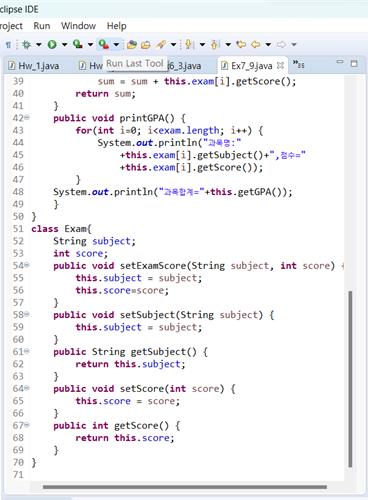 clipse IDE
roject Run Window Help
Run Last Tool
Hw_1.java Hw j6_3.java Ex7_9.java 35
39 sum = sum + this.exam[i].getScore();
40 return sum;
41 }
42 public void printGPA() {
43 for(int i=0; i<exam.length; i++) {
44 System.out.println("과목명:"
45 +this.exam[i].getSubject()+",점수="
46 +this.exam[i].getScore());
47 }
48 System.out.println("과목합계="+this.getGPA());
49 }
50 }
51 class Exam{
52 String subject;
53 int score;
54 public void setExamScore(String subject, int score) {
55 this.subject = subject;
56 this.score=score;
57 }
58 public void setSubject(String subject) {
59 this.subject = subject;
60 }
61 public String getSubject() {
62 return this.subject;
63 }
64 public void setScore(int score) {
65 this.score = score;
66 }
67 public int getScore() {
68 return this.score;
69 }
70 }
71